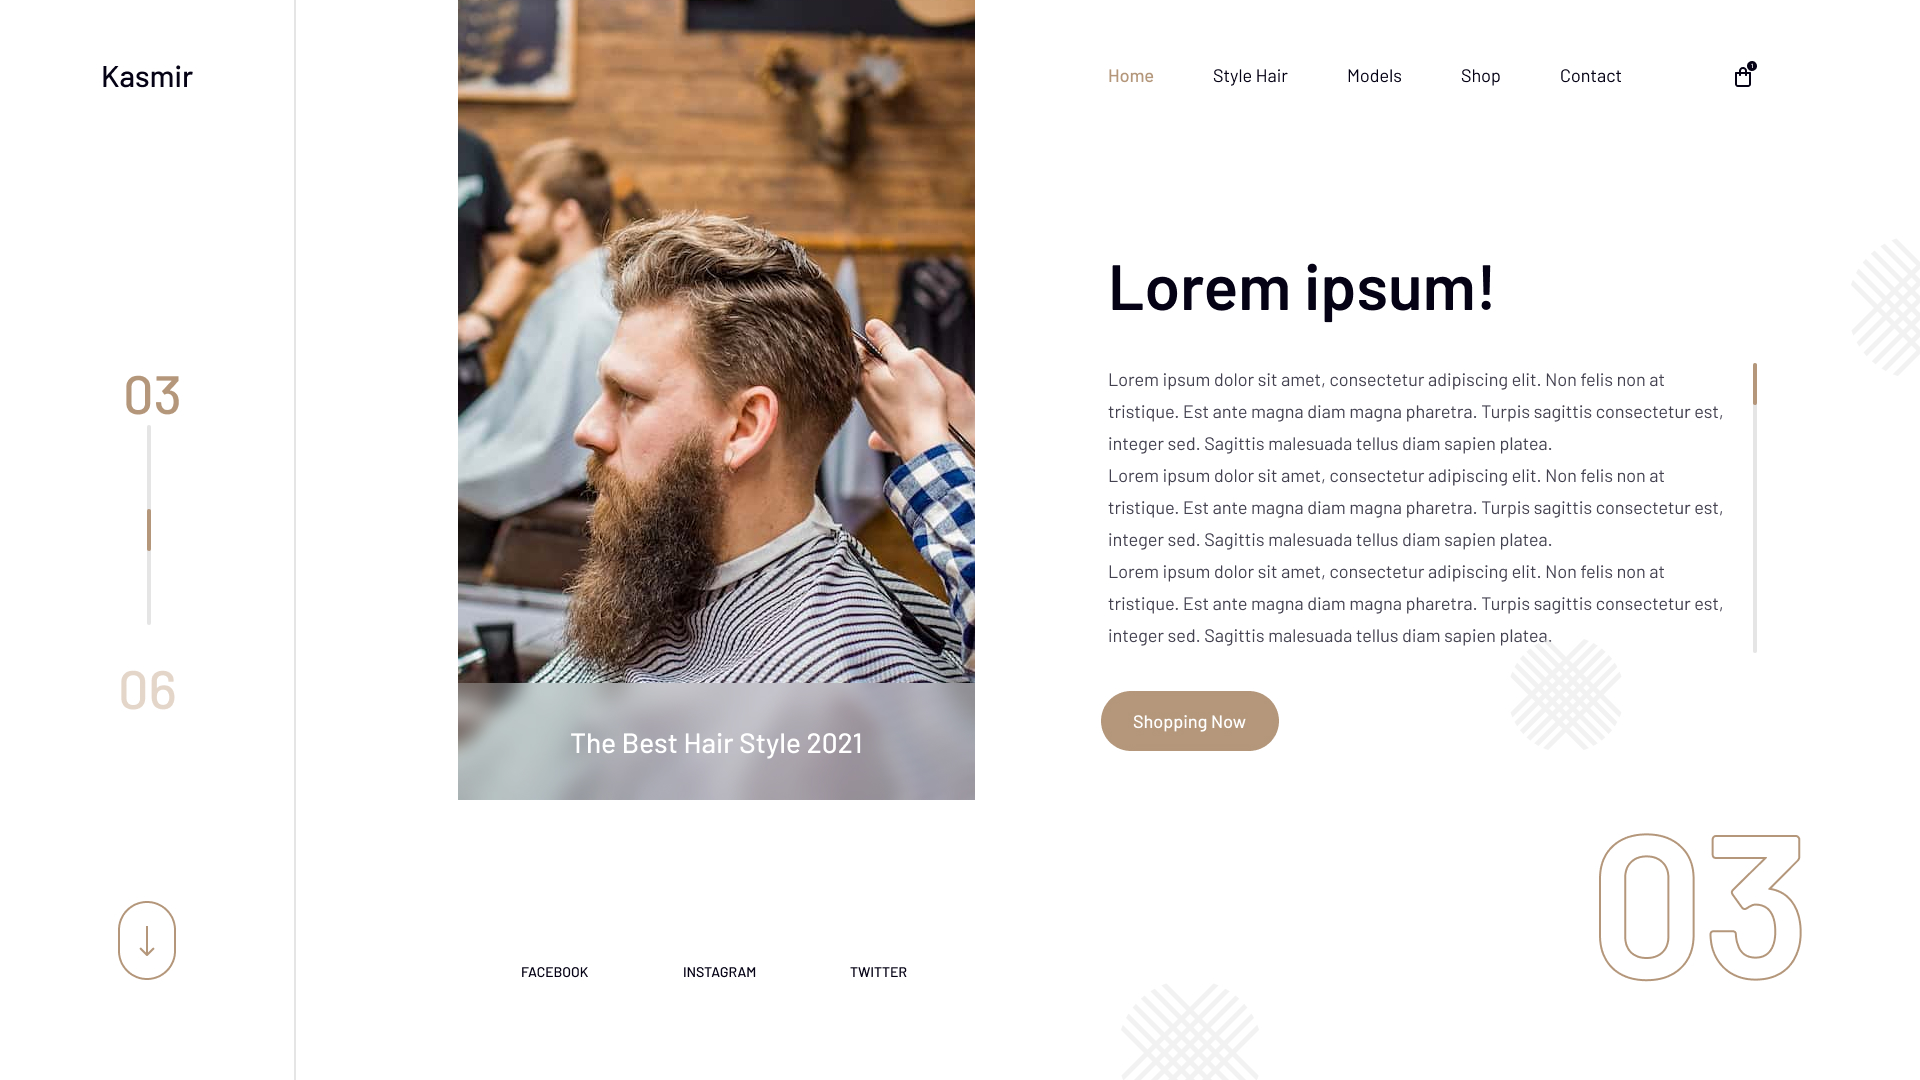 Kasmir
Home
Style Hair
Models
Shop
Contact
03
06
Lorem ipsum!
Lorem ipsum dolor sit amet, consectetur adipiscing elit. Non felis non at
tristique. Est ante magna diam magna pharetra. Turpis sagittis consectetur est,
integer sed. Sagittis malesuada tellus diam sapien platea.
Lorem ipsum dolor sit amet, consectetur adipiscing elit. Non felis non at
tristique. Est ante magna diam magna pharetra. Turpis sagittis consectetur est,
integer sed. Sagittis malesuada tellus diam sapien platea.
Lorem ipsum dolor sit amet, consectetur adipiscing elit. Non felis non at
tristique. Est ante magna diam magna pharetra. Turpis sagittis consectetur est,
integer sed. Sagittis malesuada tellus diam sapien platea.
Shopping Now
The Best Hair Style 2021
03
FACEBOOK
INSTAGRAM
TWITTER